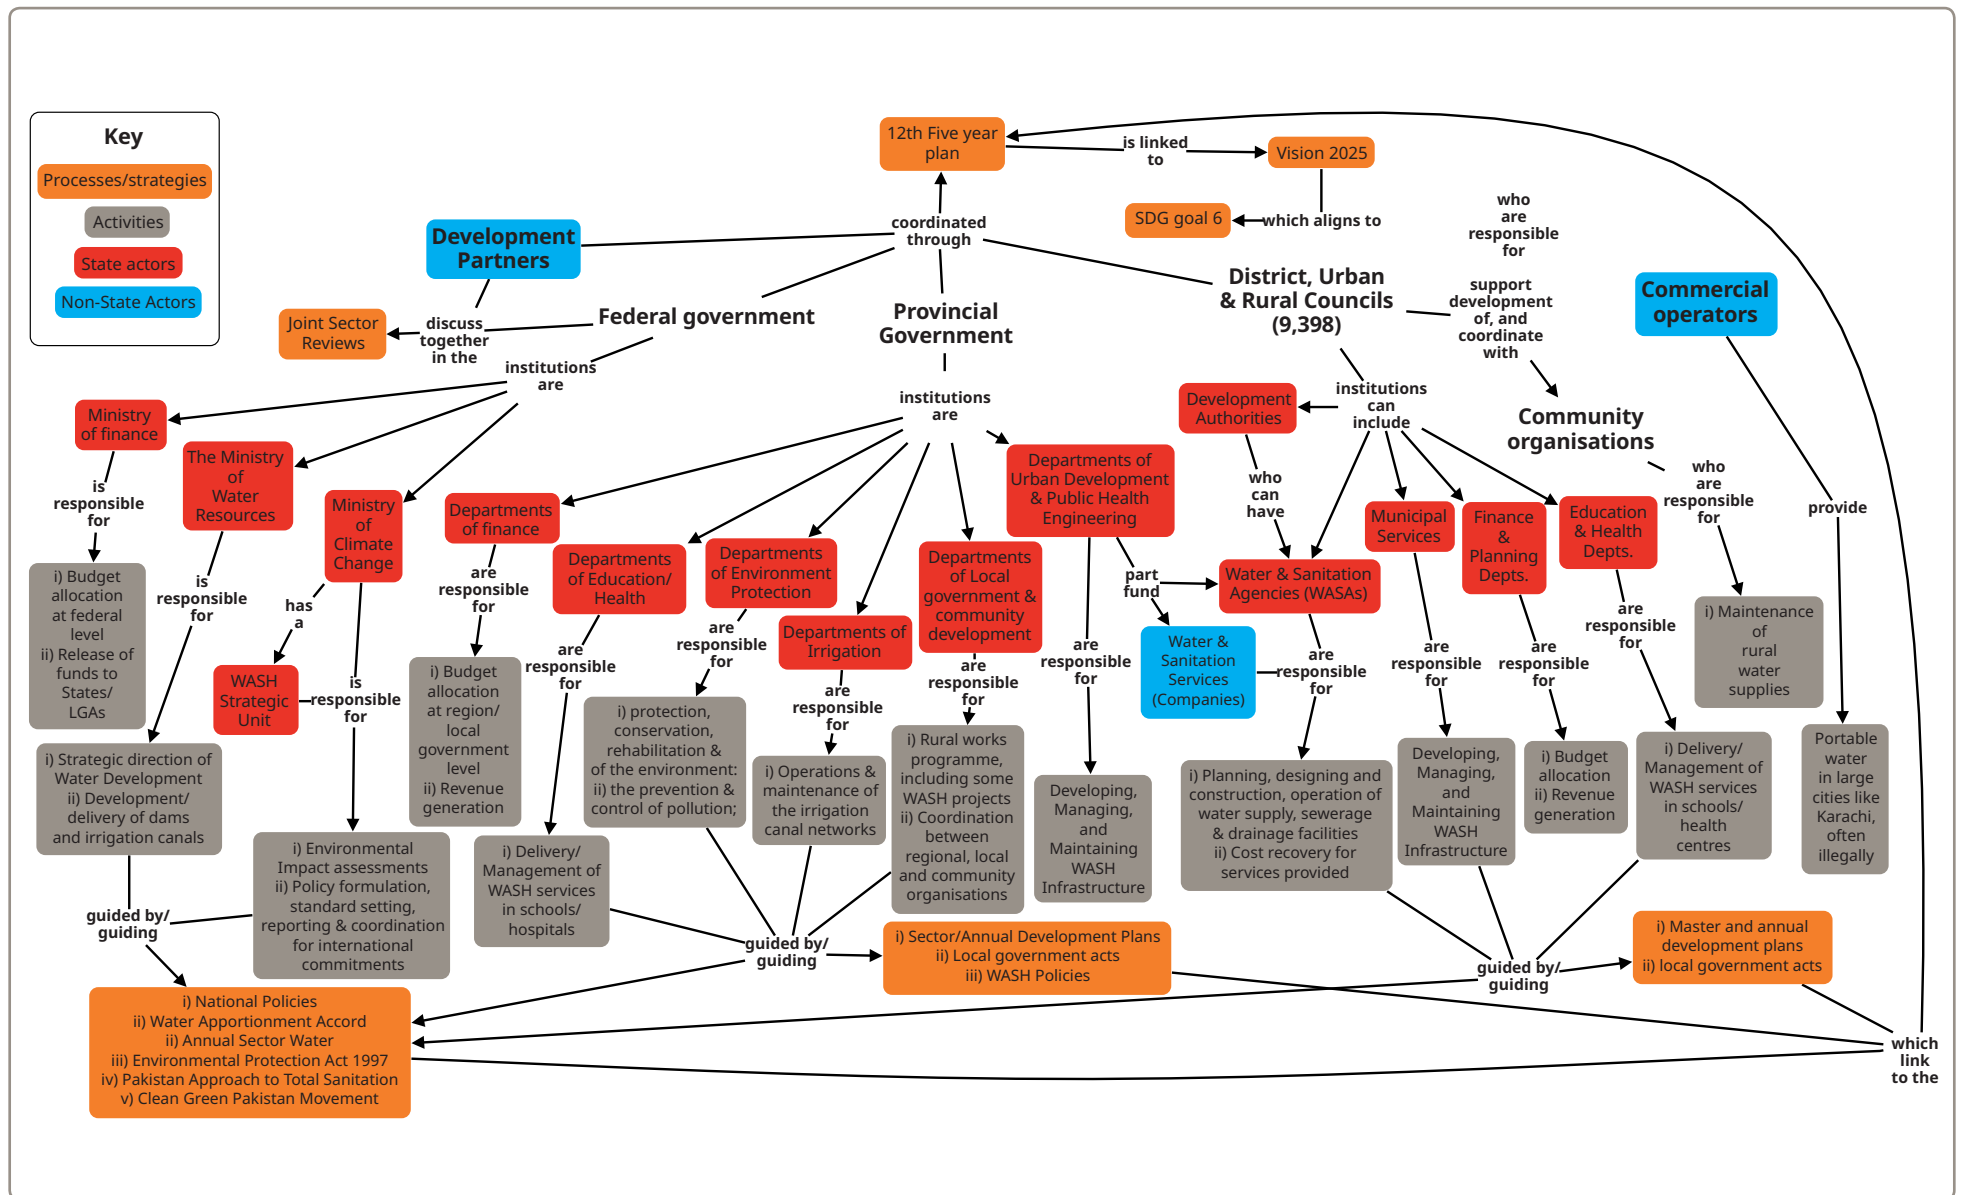 Key
Processes/strategies
Activities
State actors
Non-State Actors
12th Five year
plan
is linked
to
Vision 2025
which aligns to
SDG goal 6
coordinated
through
Development
Partners
discuss
together
in the
Joint Sector
Reviews
Federal government
Provincial
Government
District, Urban
& Rural Councils
(9,398)
who
are
responsible
for
support
development
of, and
coordinate
with
Commercial
operators
Community
organisations
institutions
are
Ministry
of finance
is
responsible
for
i) Budget
allocation
at federal
level
ii) Release of
funds to
States/
LGAs
The Ministry
of
Water
Resources
is
responsible
for
i) Strategic direction of
Water Development
ii) Development/
delivery of dams
and irrigation canals
Ministry
of
Climate
Change
has
a
WASH
Strategic
Unit
is
responsible
for
i) Environmental
Impact assessments
ii) Policy formulation,
standard setting,
reporting & coordination
for international
commitments
guided by/
guiding
i) National Policies
ii) Water Apportionment Accord
ii) Annual Sector Water
iii) Environmental Protection Act 1997
iv) Pakistan Approach to Total Sanitation
v) Clean Green Pakistan Movement
institutions
are
Departments
of finance
are
responsible
for
i) Budget
allocation
at region/
local
government
level
ii) Revenue
generation
Departments
of Education/
Health
are
responsible
for
i) Delivery/
Management of
WASH services
in schools/
hospitals
Departments
of Environment
Protection
are
responsible
for
i) protection,
conservation,
rehabilitation &
of the environment:
ii) the prevention &
control of pollution;
Departments of
Irrigation
are
responsible
for
i) Operations &
maintenance of
the irrigation
canal networks
Departments
of Local
government &
community
development
are
responsible
for
i) Rural works
programme,
including some
WASH projects
ii) Coordination
between
regional, local
and community
organisations
Departments of
Urban Development
& Public Health
Engineering
are
responsible
for
Developing,
Managing,
and
Maintaining
WASH
Infrastructure
part
fund
guided by/
guiding
i) Sector/Annual Development Plans
ii) Local government acts
iii) WASH Policies
institutions
can
include
Development
Authorities
who
can
have
Water & Sanitation
Agencies (WASAs)
Water &
Sanitation
Services
(Companies)
are
responsible
for
i) Planning, designing and
construction, operation of
water supply, sewerage
& drainage facilities
ii) Cost recovery for
services provided
Municipal
Services
are
responsible
for
Developing,
Managing,
and
Maintaining
WASH
Infrastructure
Finance
&
Planning
Depts.
are
responsible
for
i) Budget
allocation
ii) Revenue
generation
Education
& Health
Depts.
are
responsible
for
i) Delivery/
Management of
WASH services
in schools/
health
centres
who
are
responsible
for
i) Maintenance
of
rural
water
supplies
provide
Portable
water
in large
cities like
Karachi,
often
illegally
guided by/
guiding
i) Master and annual
development plans
ii) local government acts
which
link
to the